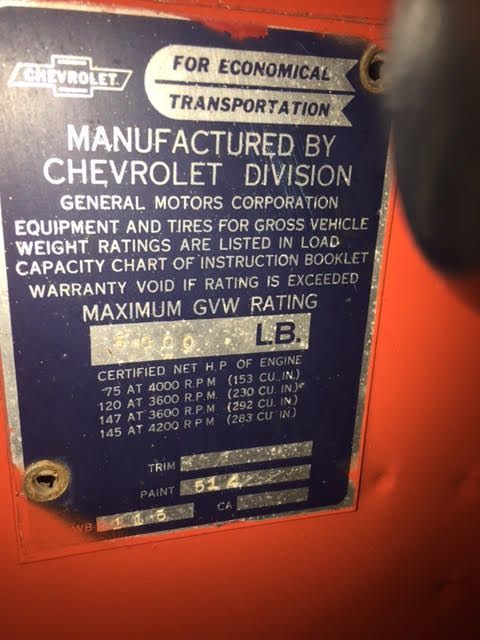 CHEVROLET
FOR ECONOMICAL
TRANSPORTATION
MANUFACTURED BY
CHEVROLET DIVISION
GENERAL MOTORS CORPORATION
EQUIPMENT AND TIRES FOR GROSS VEHICLE
WEIGHT RATINGS ARE LISTED IN LOAD
CAPACITY CHART OF INSTRUCTION BOOKLET
WARRANTY VOID IF RATING IS EXCEEDED
MAXIMUM GVW RATING
LB.
CERTIFIED NET H.P. OF ENGINE
75 AT 4000 R.P.M (153 CU. IN.)
120 AT 3600 R.P.M. (230 CU. IN.)
147 AT 3600 R.P.M (292 CU. IN.)
145 AT 4200 R.P.M (283 CU. IN.)
TRIM
PAINT 514
WB 115 CA